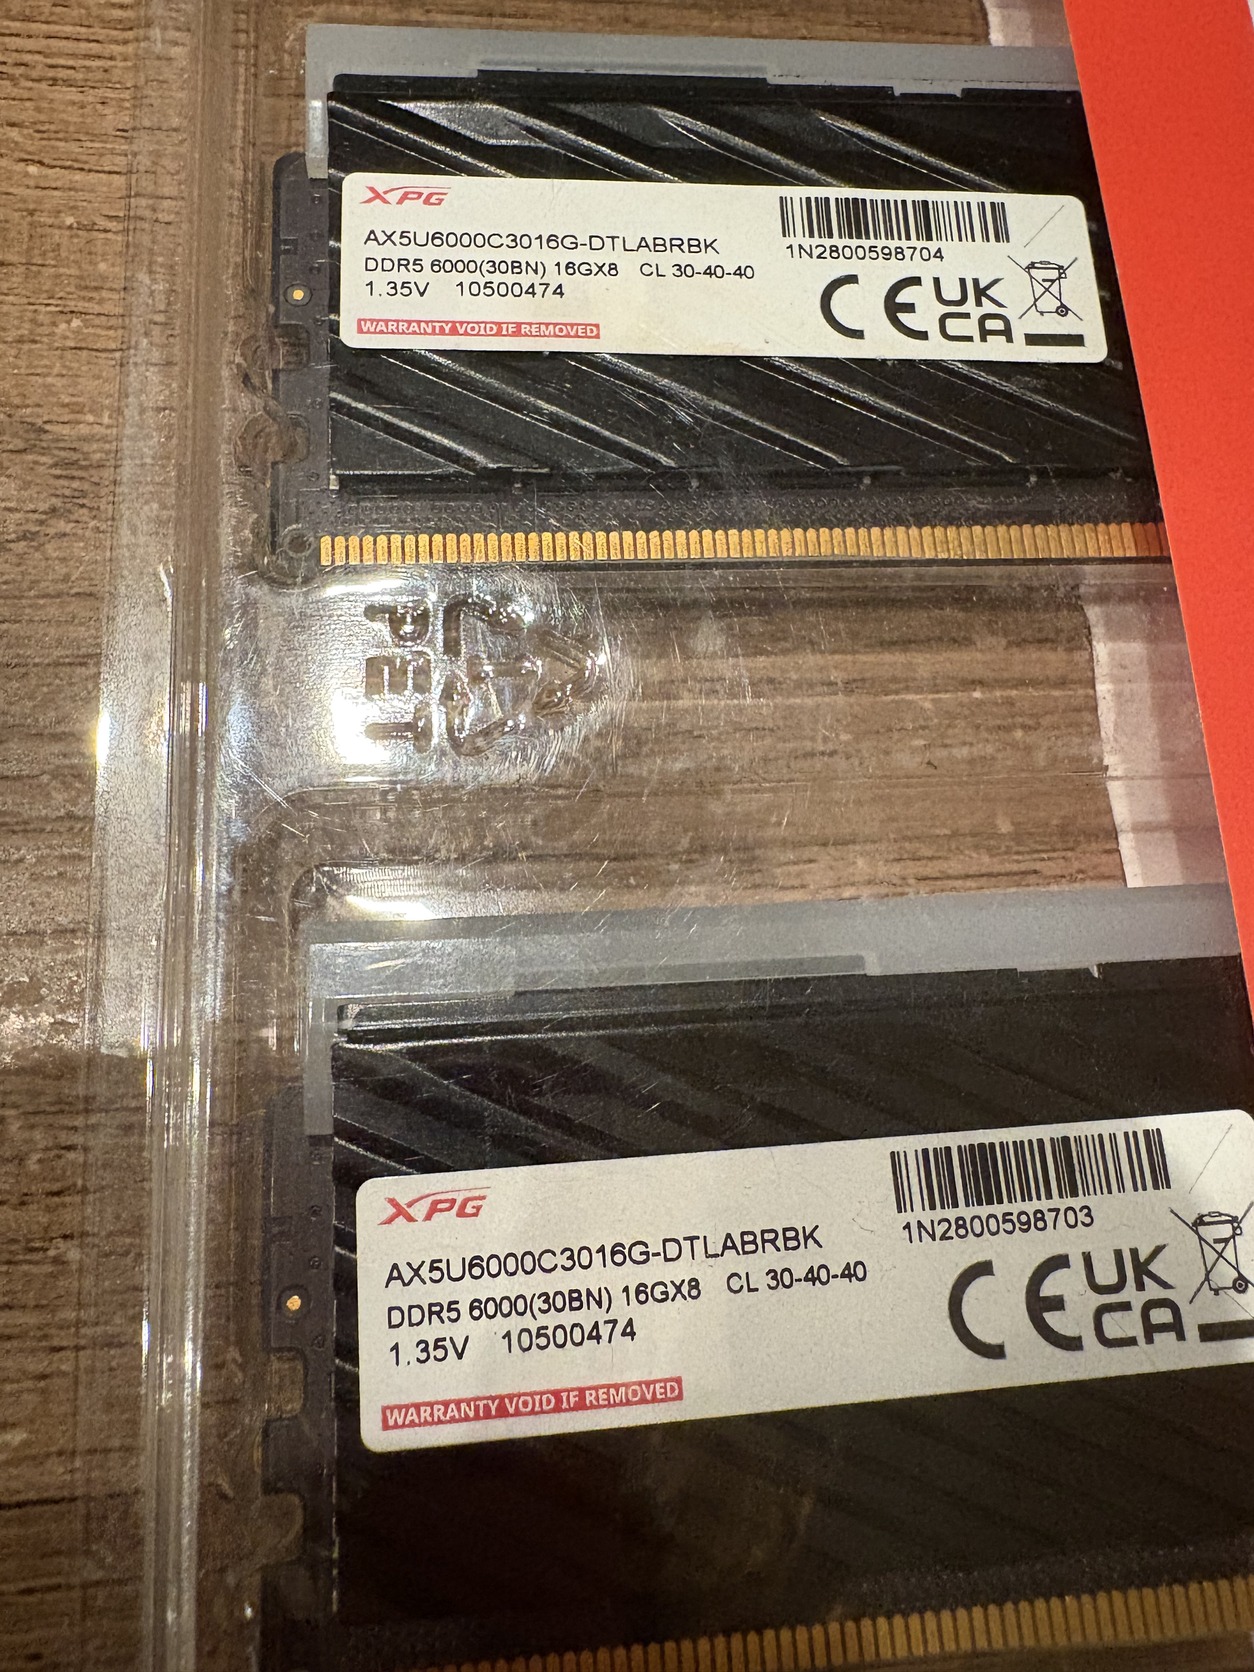 XPG
AX5U6000C3016G-DTLABRBK
DDR5 6000(30BN) 16GX8 CL 30-40-40
1.35V 10500474
WARRANTY VOID IF REMOVED
1N2800598704
CE UK
CA
PET
XPG
AX5U6000C3016G-DTLABRBK
DDR5 6000(30BN) 16GX8 CL 30-40-40
1.35V 10500474
WARRANTY VOID IF REMOVED
1N2800598703
CE UK
CA